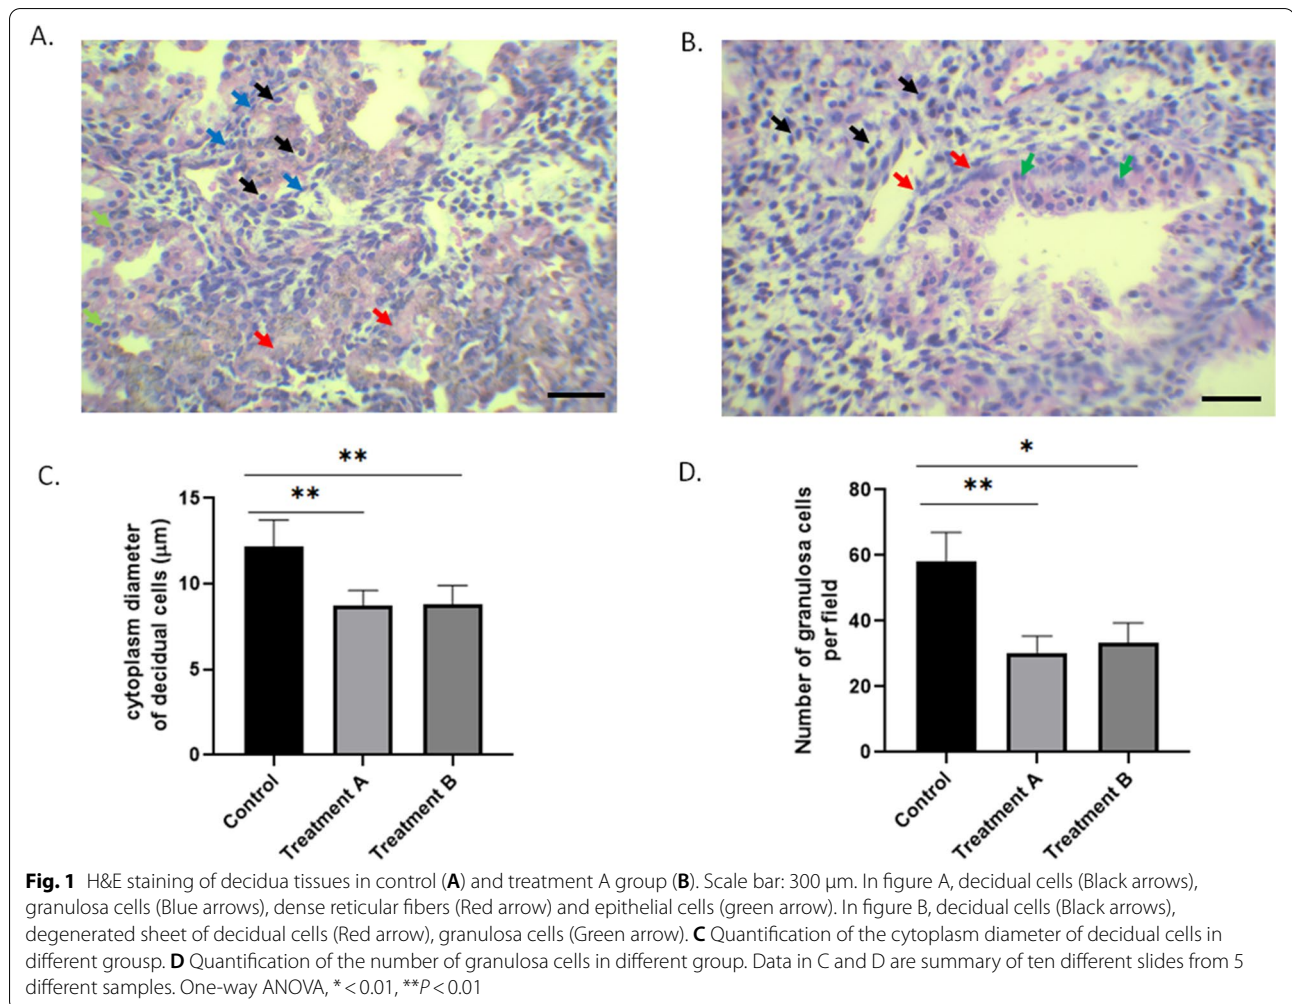 A.
B.
C.
**
**
15
10
5
0
cytoplasm diameter
of decidual cells (μm)
Control
Treatment A
Treatment B
D.
*
**
80
60
40
20
0
Number of granulosa cells
per field
Control
Treatment A
Treatment B
Fig. 1 H&E staining of decidua tissues in control (A) and treatment A group (B). Scale bar: 300 μm. In figure A, decidual cells (Black arrows),
granulosa cells (Blue arrows), dense reticular fibers (Red arrow) and epithelial cells (green arrow). In figure B, decidual cells (Black arrows),
degenerated sheet of decidual cells (Red arrow), granulosa cells (Green arrow). C Quantification of the cytoplasm diameter of decidual cells in
different grousp. D Quantification of the number of granulosa cells in different group. Data in C and D are summary of ten different slides from 5
different samples. One-way ANOVA, * < 0.01, **P < 0.01